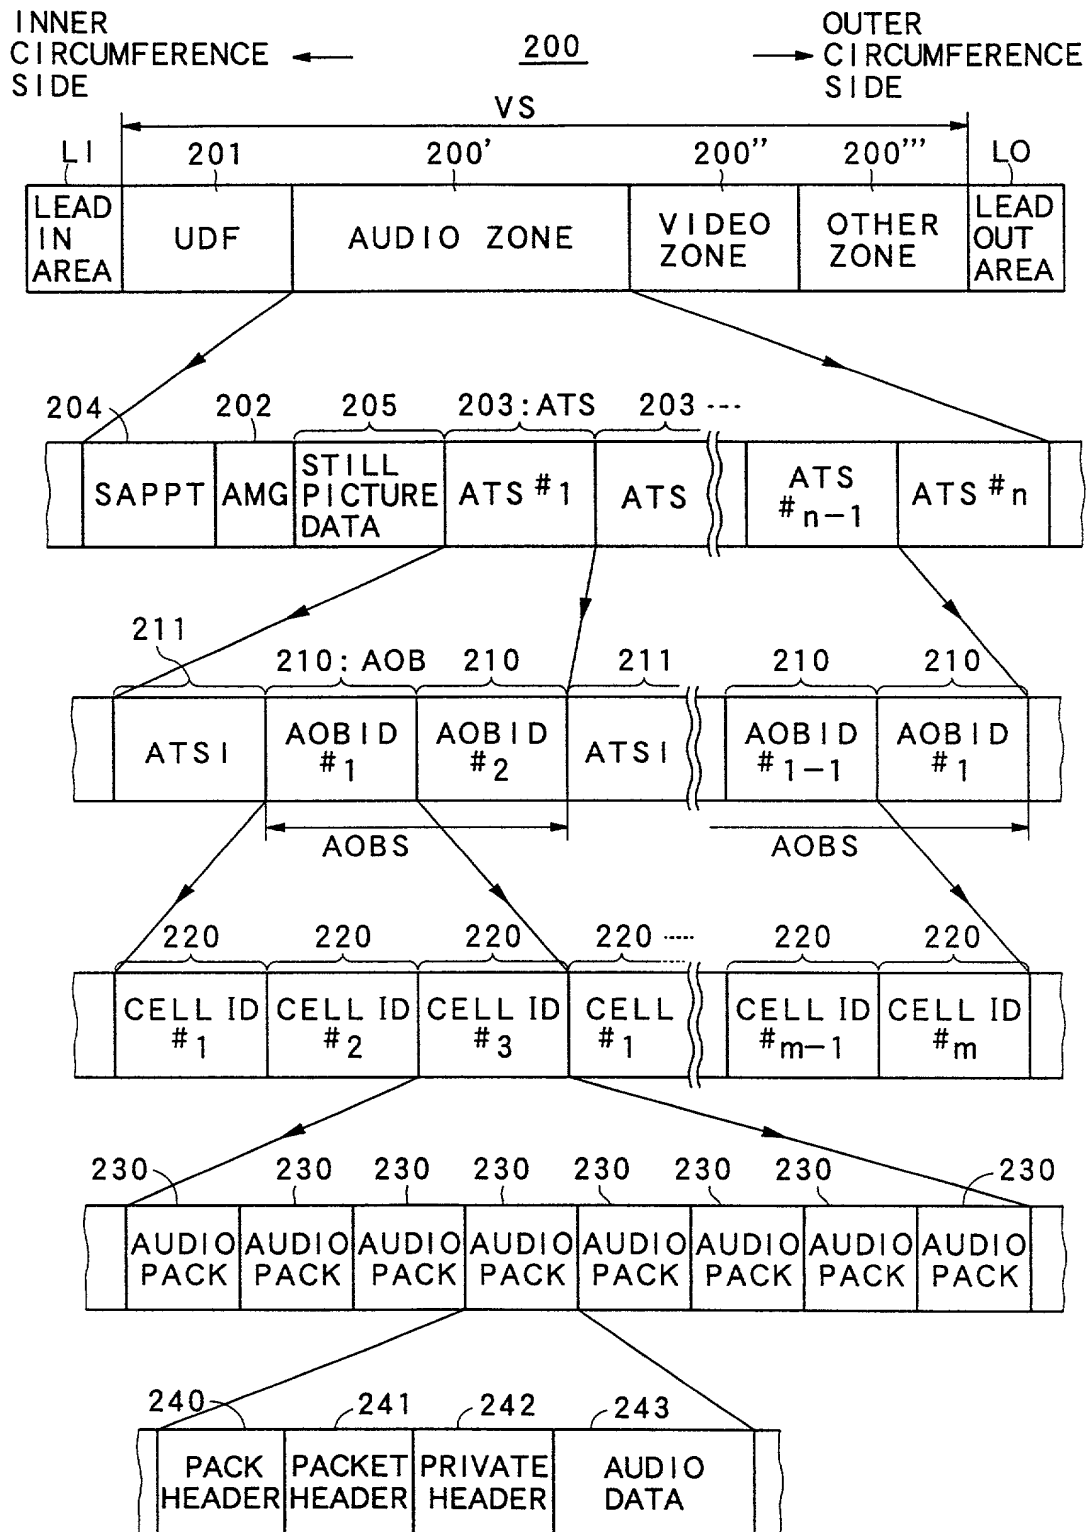 INNER CIRCUMFERENCE SIDE
200
OUTER CIRCUMFERENCE SIDE
VS
LI 201 200' 200'' 200''' LO
LEAD IN AREA
UDF
AUDIO ZONE
VIDEO ZONE
OTHER ZONE
LEAD OUT AREA
204 202 205 203:ATS 203 ---
SAPPT
AMG
STILL PICTURE DATA
ATS #1
ATS
ATS #n-1
ATS #n
211 210:AOB 210 211 210 210
ATSI
AOBID #1
AOBID #2
ATSI
AOBID #1-1
AOBID #1
AOBS AOBS
220 220 220 220 ····· 220 220
CELL ID #1
CELL ID #2
CELL ID #3
CELL #1
CELL ID #m-1
CELL ID #m
230 230 230 230 230 230 230 230
AUDIO PACK
AUDIO PACK
AUDIO PACK
AUDIO PACK
AUDIO PACK
AUDIO PACK
AUDIO PACK
AUDIO PACK
240 241 242 243
PACK HEADER
PACKET HEADER
PRIVATE HEADER
AUDIO DATA